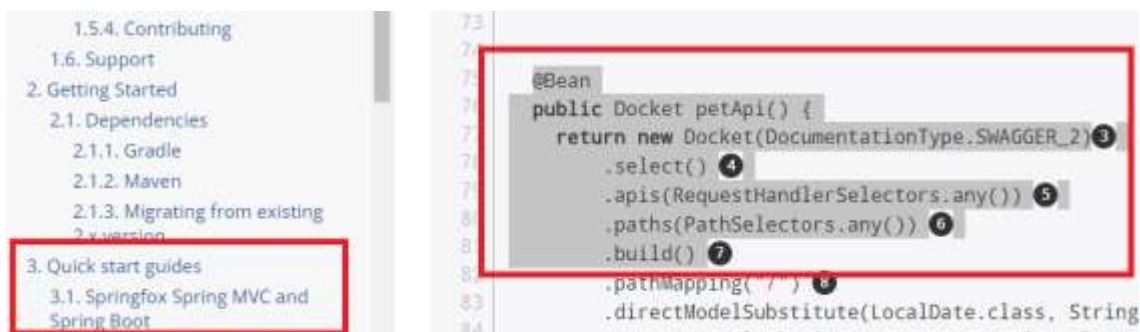 1.5.4. Contributing
1.6. Support
2. Getting Started
2.1. Dependencies
2.1.1. Gradle
2.1.2. Maven
2.1.3. Migrating from existing
2.x version
3. Quick start guides
3.1. Springfox Spring MVC and
Spring Boot
73
74
75 @Bean
76 public Docket petApi() {
77 return new Docket(DocumentationType.SWAGGER_2) 3
78 .select() 4
79 .apis(RequestHandlerSelectors.any()) 5
80 .paths(PathSelectors.any()) 6
81 .build() 7
82 .pathMapping("/") 8
83 .directModelSubstitute(LocalDate.class, String
84